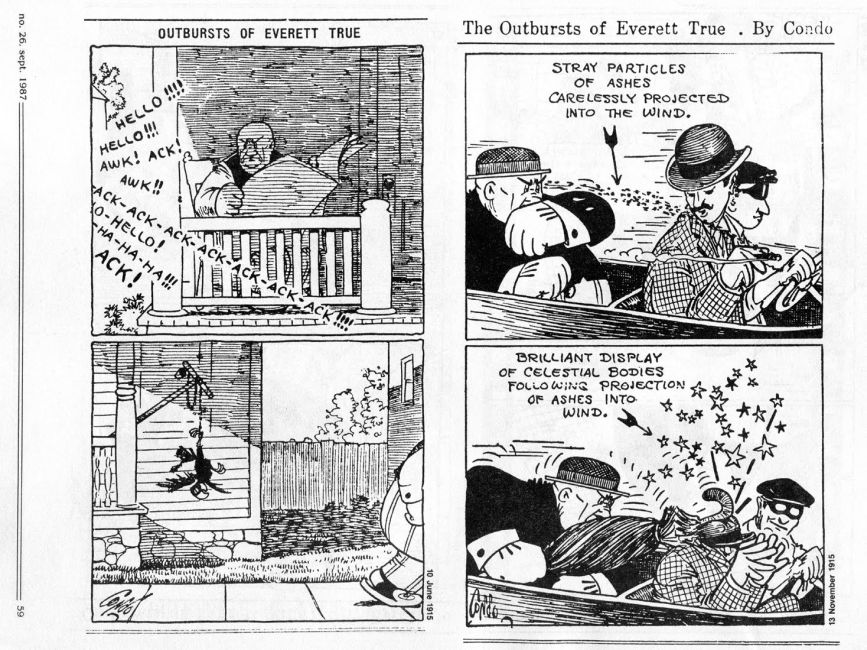 no. 26. sept. 1987
59
OUTBURSTS OF EVERETT TRUE
HELLO!!!!
HELLO!!!
AWK! ACK!
AWK!!
ACK-ACK-ACK-ACK-ACK-ACK-ACK!!!!
LO-HELLO!
-HA-HA-HA!!!
ACK!
Condo
10 June 1915
The Outbursts of Everett True . By Condo
STRAY PARTICLES
OF ASHES
CARELESSLY PROJECTED
INTO THE WIND.
BRILLIANT DISPLAY
OF CELESTIAL BODIES
FOLLOWING PROJECTION
OF ASHES INTO
WIND.
Condo
13 November 1915